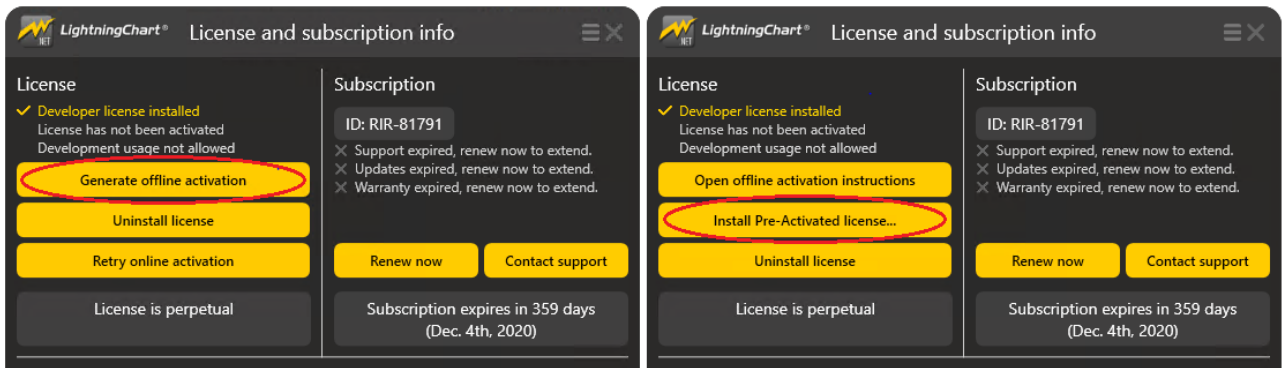 LightningChart® License and subscription info
.NET
License
Developer license installed
License has not been activated
Development usage not allowed
Generate offline activation
Uninstall license
Retry online activation
License is perpetual
Subscription
ID: RIR-81791
Support expired, renew now to extend.
Updates expired, renew now to extend.
Warranty expired, renew now to extend.
Renew now
Contact support
Subscription expires in 359 days
(Dec. 4th, 2020)
LightningChart® License and subscription info
.NET
License
Developer license installed
License has not been activated
Development usage not allowed
Open offline activation instructions
Install Pre-Activated license...
Uninstall license
License is perpetual
Subscription
ID: RIR-81791
Support expired, renew now to extend.
Updates expired, renew now to extend.
Warranty expired, renew now to extend.
Renew now
Contact support
Subscription expires in 359 days
(Dec. 4th, 2020)